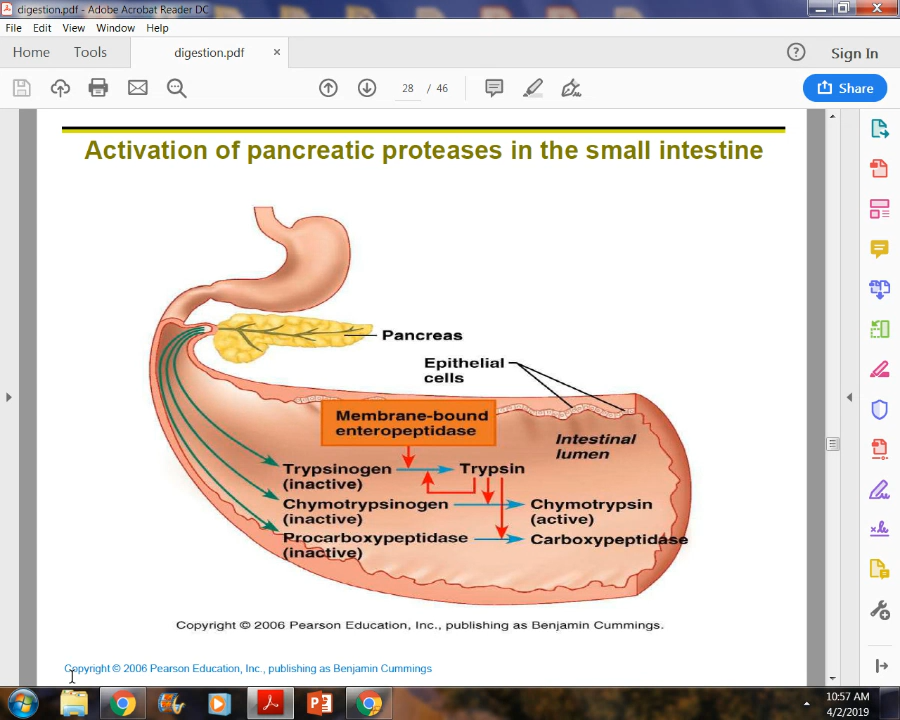 digestion.pdf - Adobe Acrobat Reader DC
File Edit View Window Help
Home Tools digestion.pdf × ? Sign In
28 / 46 Share
Activation of pancreatic proteases in the small intestine
Pancreas
Epithelial
cells
Membrane-bound
enteropeptidase
Intestinal
lumen
Trypsinogen Trypsin
(inactive)
Chymotrypsinogen Chymotrypsin
(inactive) (active)
Procarboxypeptidase Carboxypeptidase
(inactive)
Copyright © 2006 Pearson Education, Inc., publishing as Benjamin Cummings.
Copyright © 2006 Pearson Education, Inc., publishing as Benjamin Cummings
10:57 AM
4/2/2019